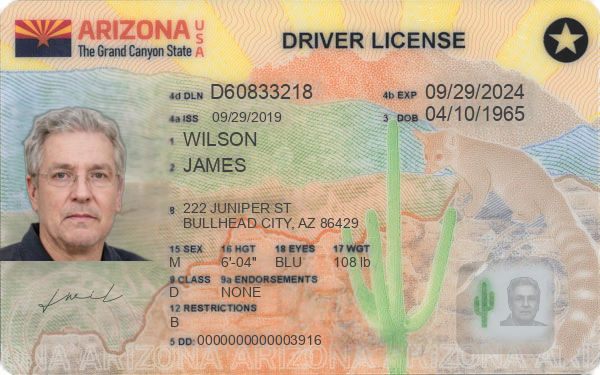 ARIZONA USA
The Grand Canyon State
DRIVER LICENSE
4d DLN D60833218
4b EXP 09/29/2024
4a ISS 09/29/2019
3 DOB 04/10/1965
1 WILSON
2 JAMES
8 222 JUNIPER ST
BULLHEAD CITY, AZ 86429
15 SEX 16 HGT 18 EYES 17 WGT
M 6'-04" BLU 108 lb
9 CLASS 9a ENDORSEMENTS
D NONE
12 RESTRICTIONS
B
5 DD: 0000000000003916
ARIZONA ARIZONA ARIZONA ARIZONA